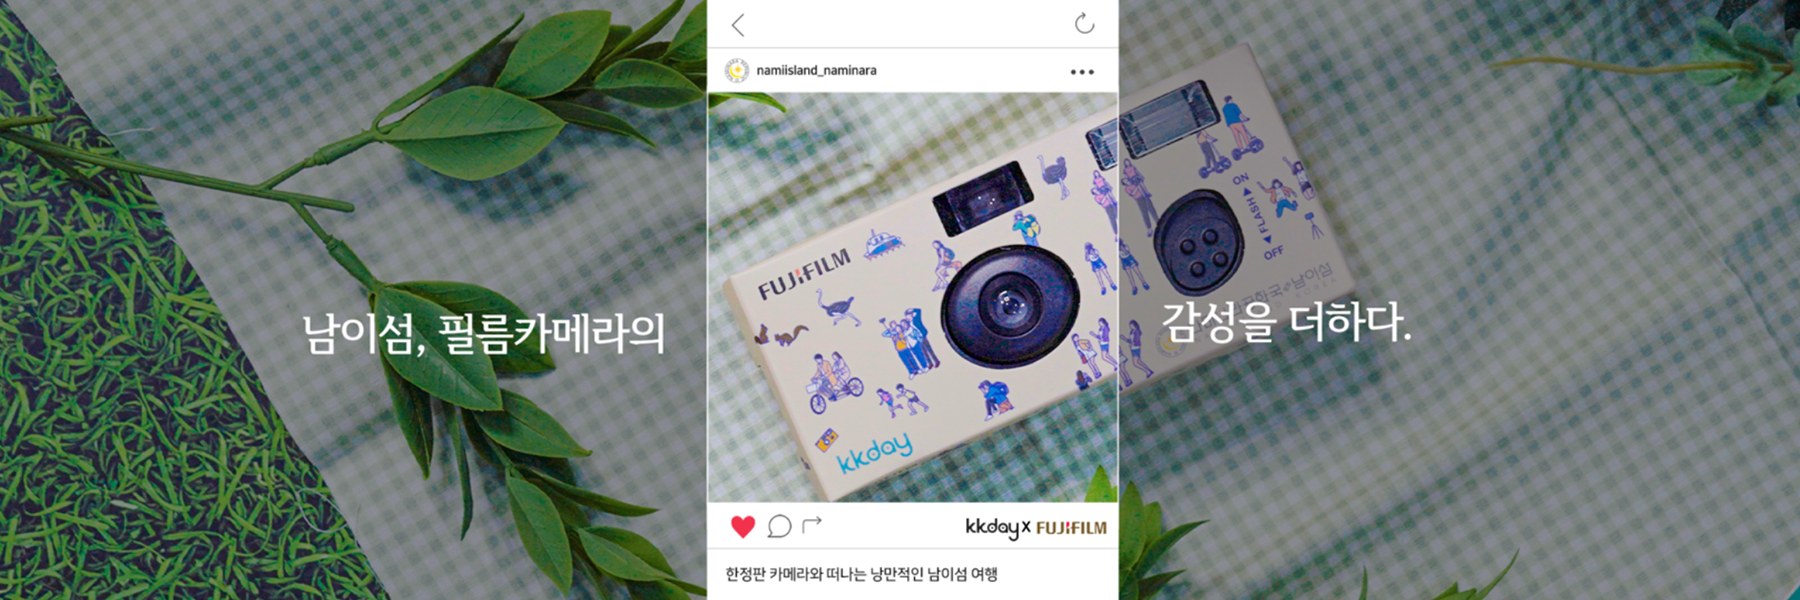 namiisland_naminara
FUJIFILM
ON
FLASH
OFF
kkday
남이섬, 필름카메라의
감성을 더하다.
kkday x FUJIFILM
한정판 카메라와 떠나는 낭만적인 남이섬 여행